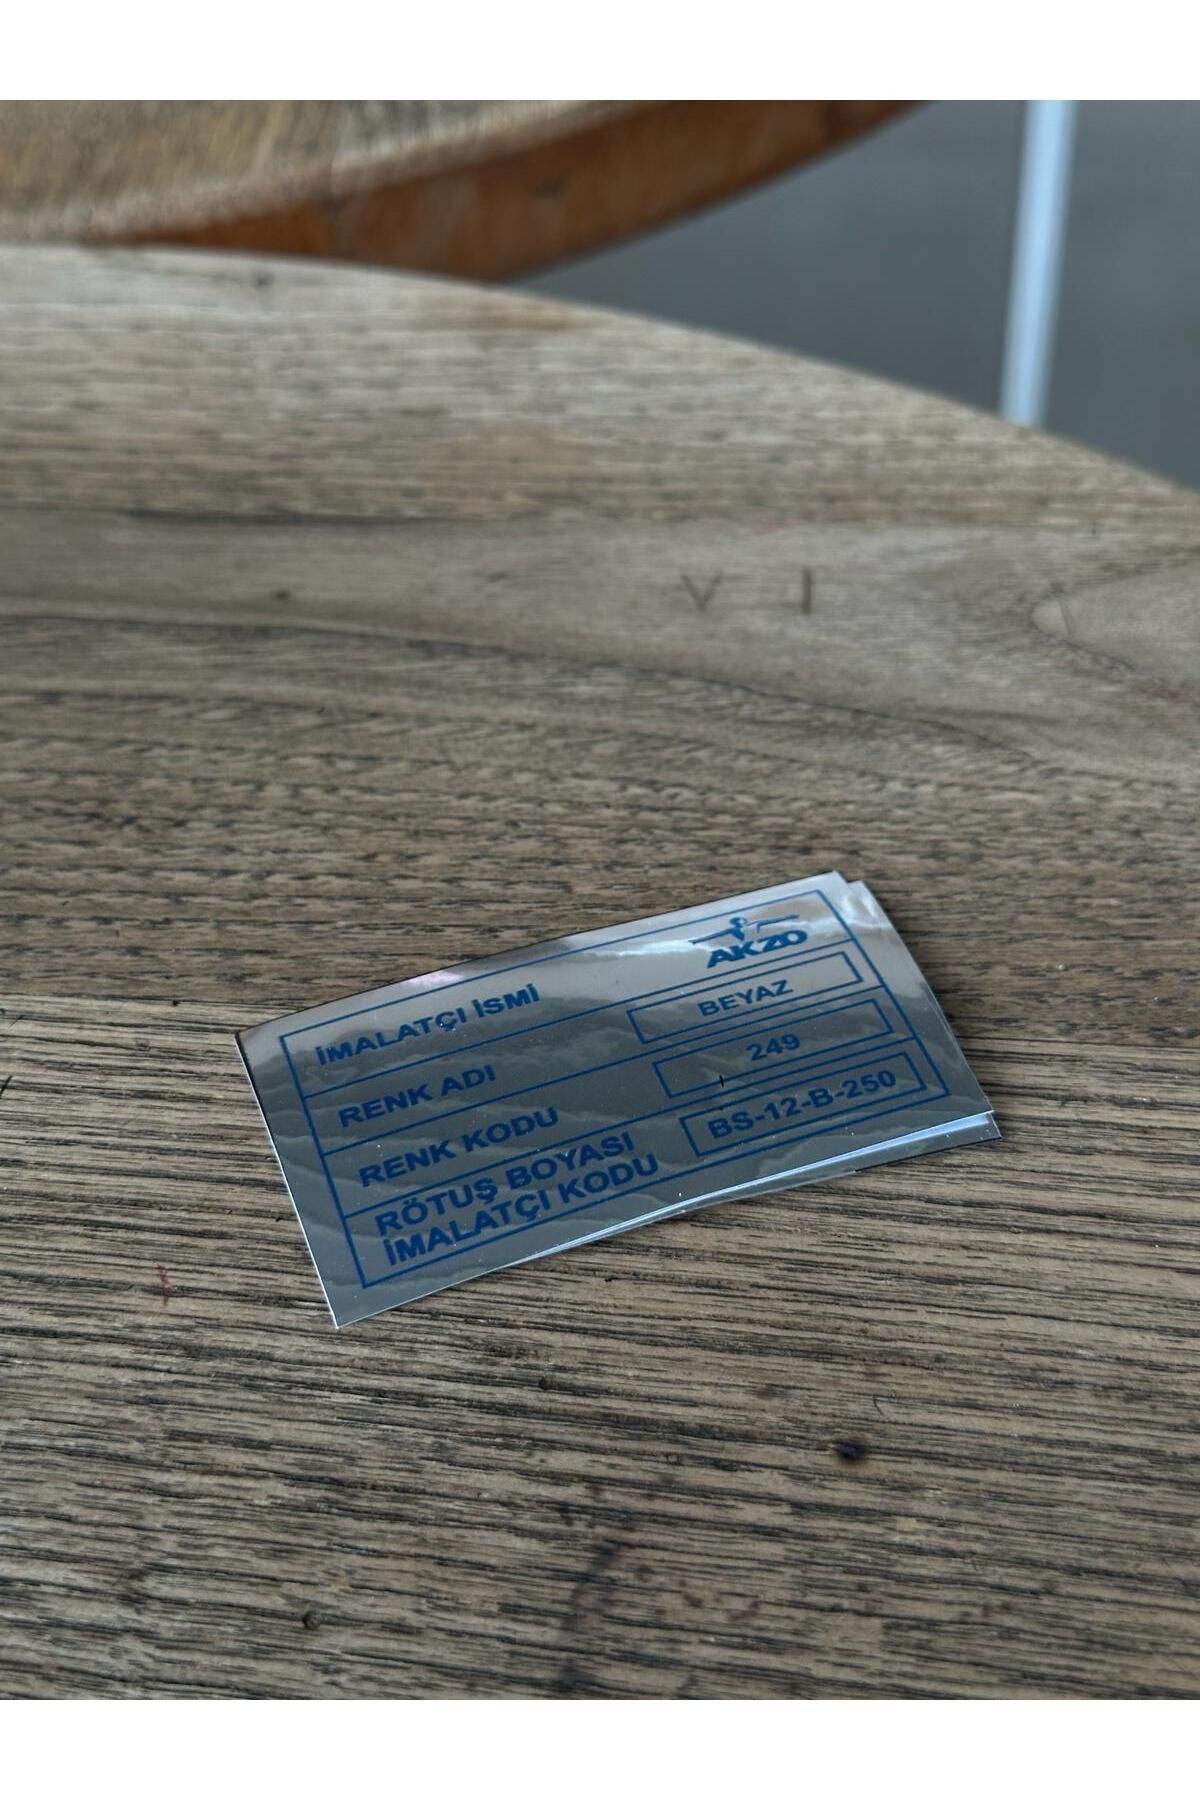 V I
İMALATÇI İSMİ AKZO
RENK ADI BEYAZ
RENK KODU 249
RÖTUŞ BOYASI
İMALATÇI KODU BS-12-B-250